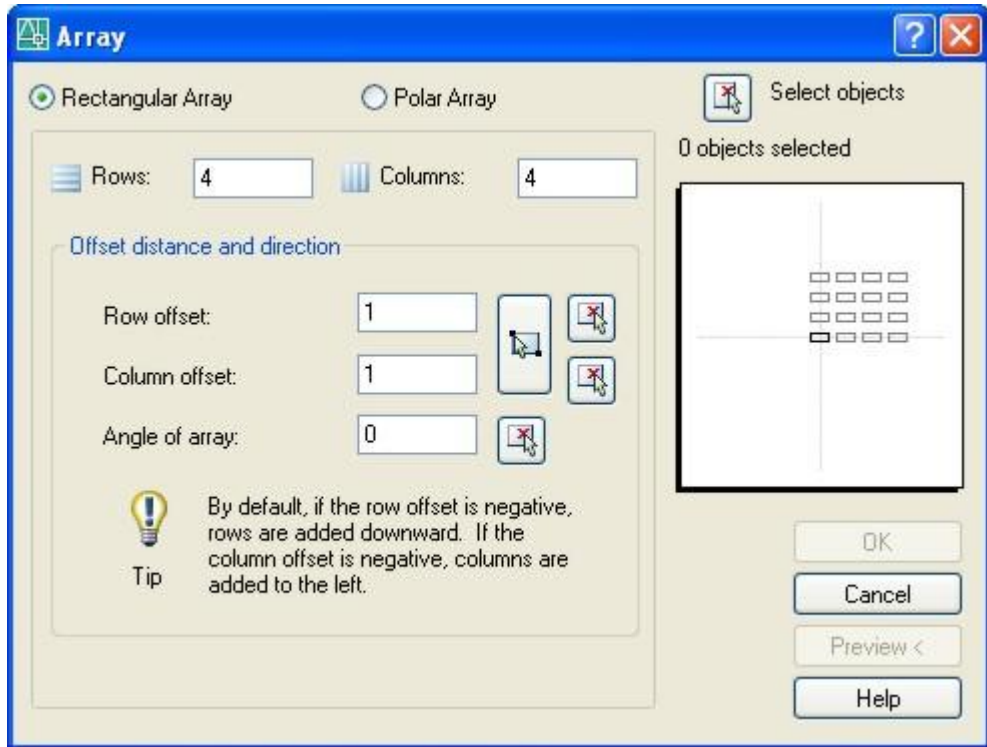 Array
Rectangular Array
Polar Array
Select objects
0 objects selected
Rows: 4
Columns: 4
Offset distance and direction
Row offset: 1
Column offset: 1
Angle of array: 0
By default, if the row offset is negative,
rows are added downward. If the
column offset is negative, columns are
added to the left.
Tip
OK
Cancel
Preview <
Help